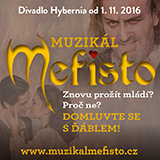 Divadlo Hybernia od 1. 11. 2016
MUZIKÁL
Mefisto
Znovu prožít mládí?
Proč ne?
DOMLUVTE SE
S ĎÁBLEM!
www.muzikalmefisto.cz